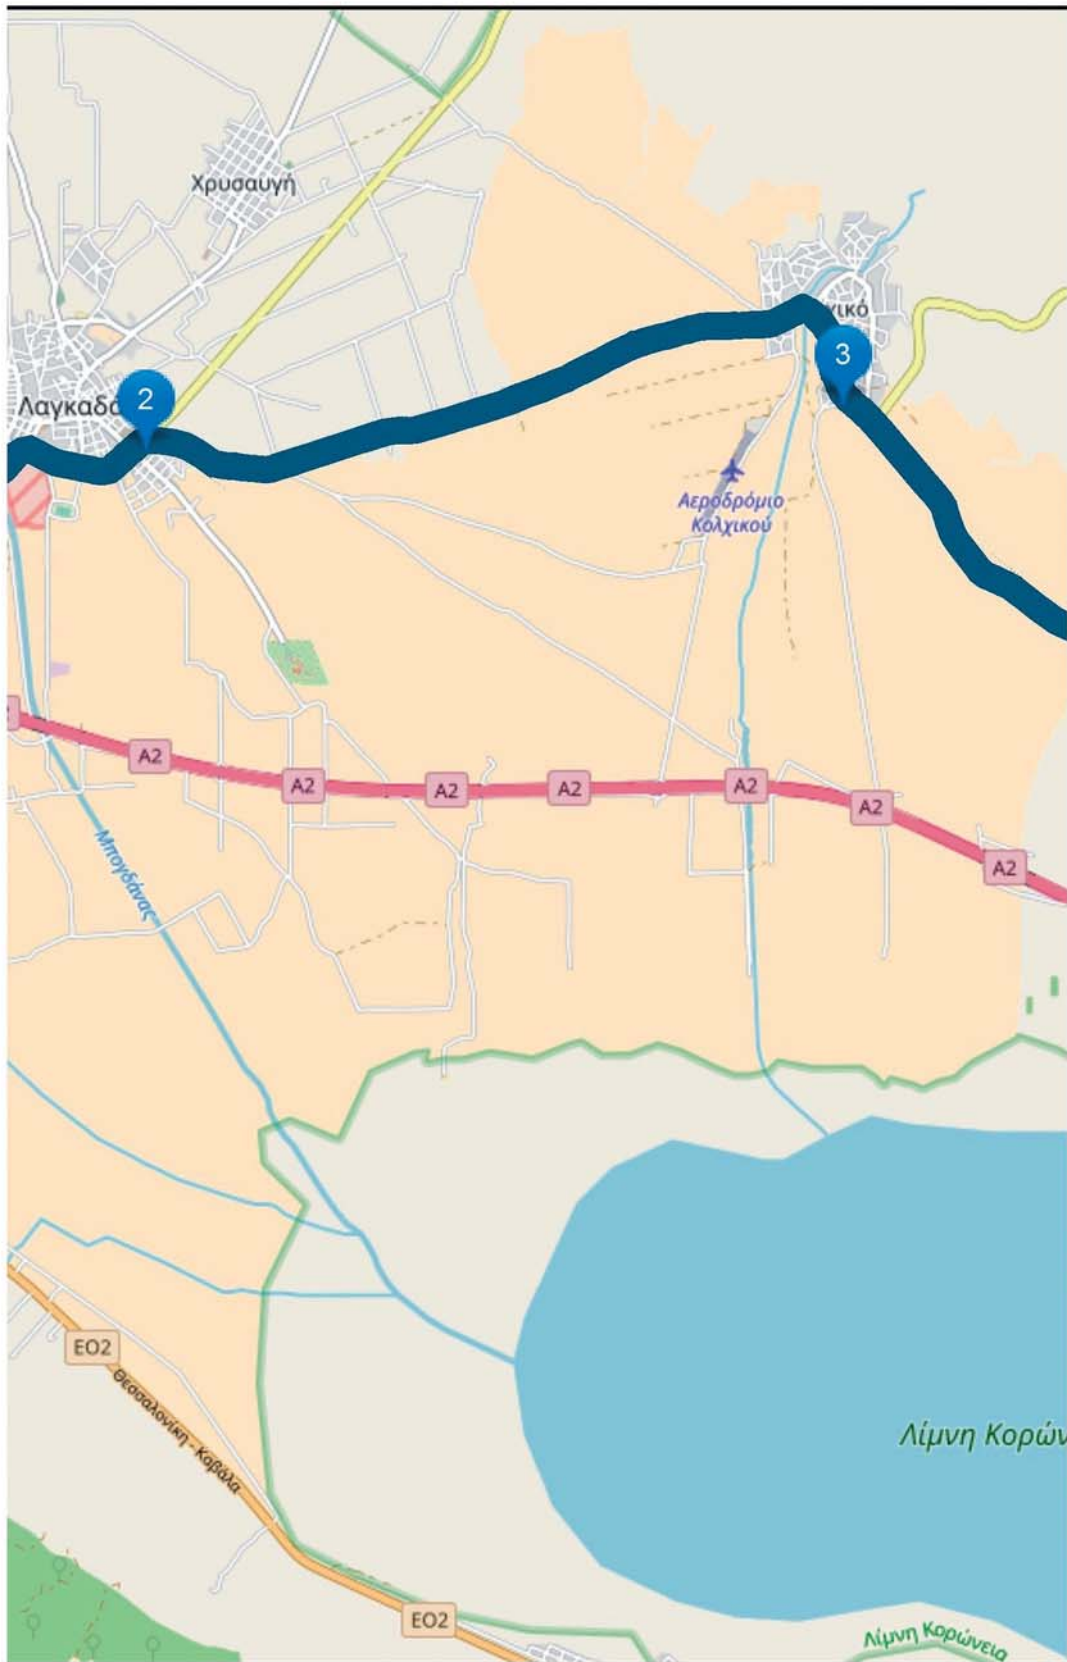 Χρυσαυγή
χικό
3
2
Λαγκαδά
Αεροδρόμιο
Κολχικού
A2
A2
A2
A2
A2
A2
A2
Μπογδάνας
EO2
Θεσσαλονίκη - Καβάλα
Λίμνη Κορών
EO2
Λίμνη Κορώνεια